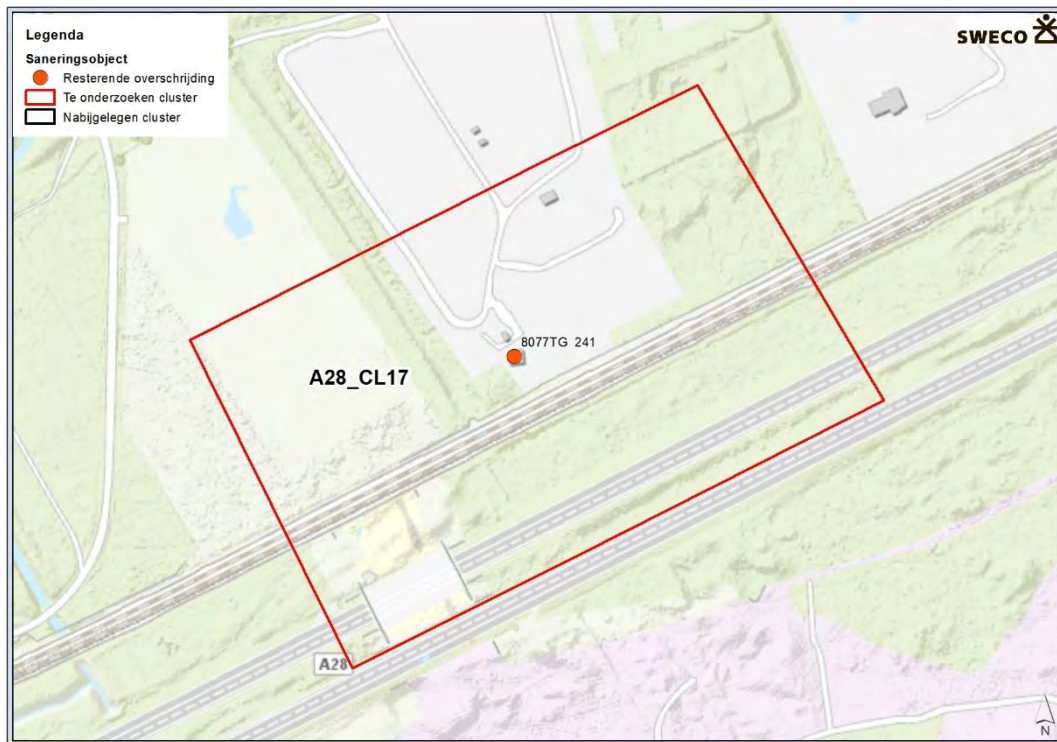 Legenda
Saneringsobject
Resterende overschrijding
Te onderzoeken cluster
Nabijgelegen cluster
SWECO
8077TG 241
A28_CL17
A28
N